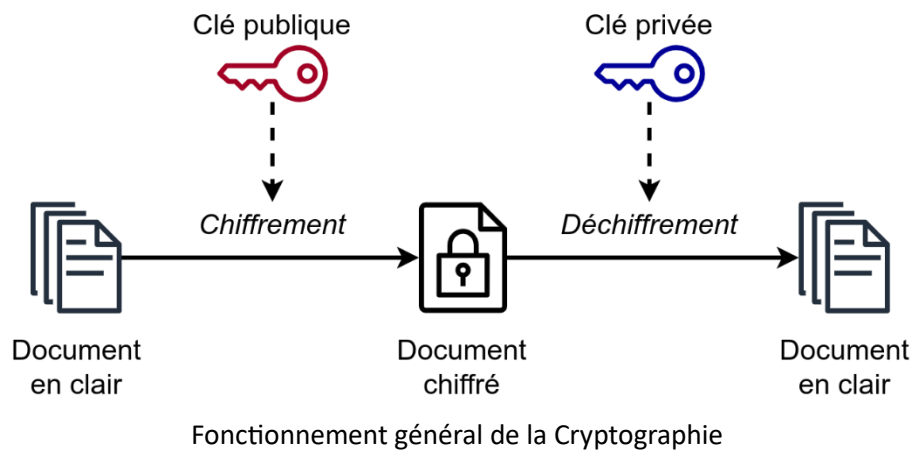 Clé publique
Clé privée
Chiffrement
Déchiffrement
Document
en clair
Document
chiffré
Document
en clair
Fonctionnement général de la Cryptographie